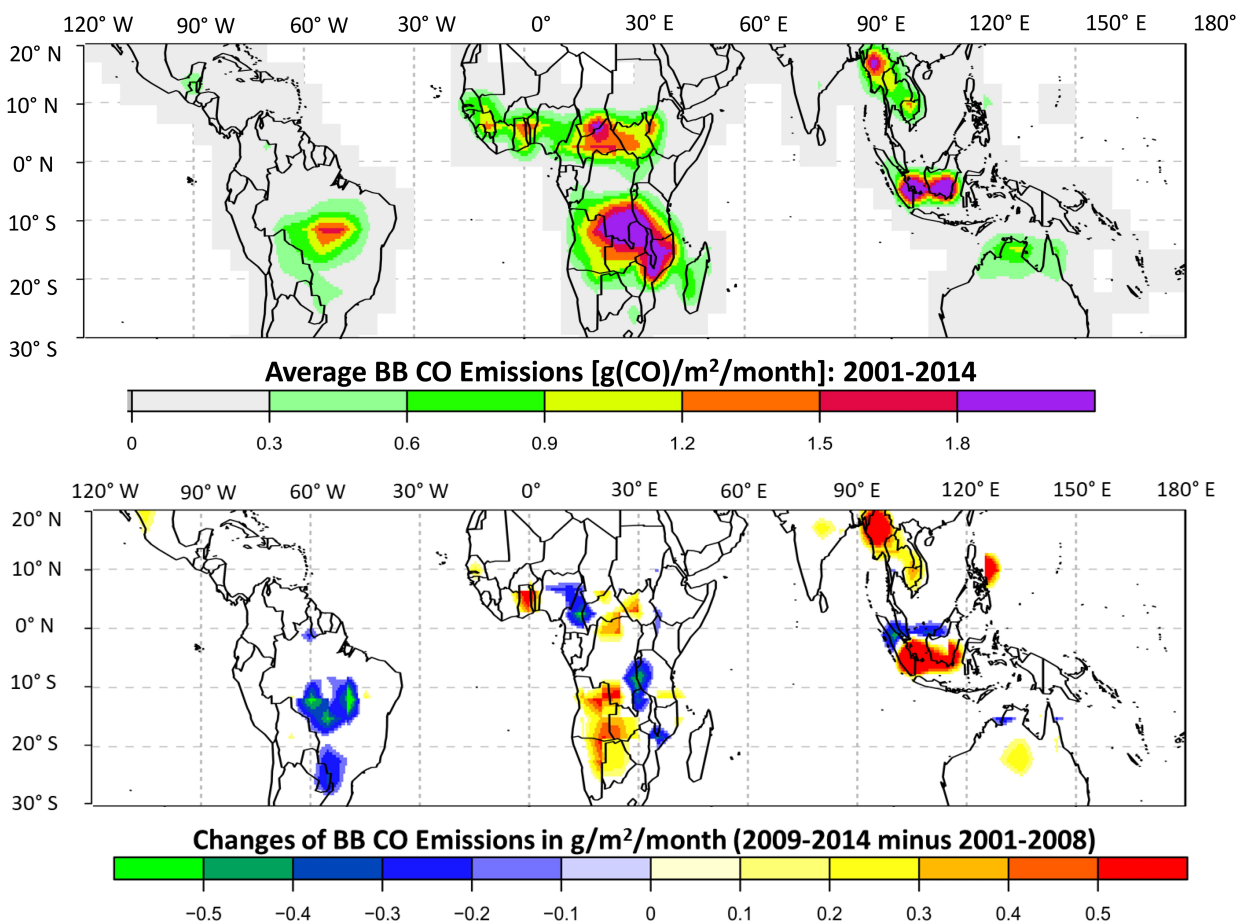 120° W 90° W 60° W 30° W 0° 30° E 60° E 90° E 120° E 150° E 180°
20° N
10° N
0° N
10° S
20° S
30° S
Average BB CO Emissions [g(CO)/m²/month]: 2001-2014
0 0.3 0.6 0.9 1.2 1.5 1.8
120° W 90° W 60° W 30° W 0° 30° E 60° E 90° E 120° E 150° E 180° E
20° N
10° N
0° N
10° S
20° S
30° S
Changes of BB CO Emissions in g/m²/month (2009-2014 minus 2001-2008)
−0.5 −0.4 −0.3 −0.2 −0.1 0 0.1 0.2 0.3 0.4 0.5